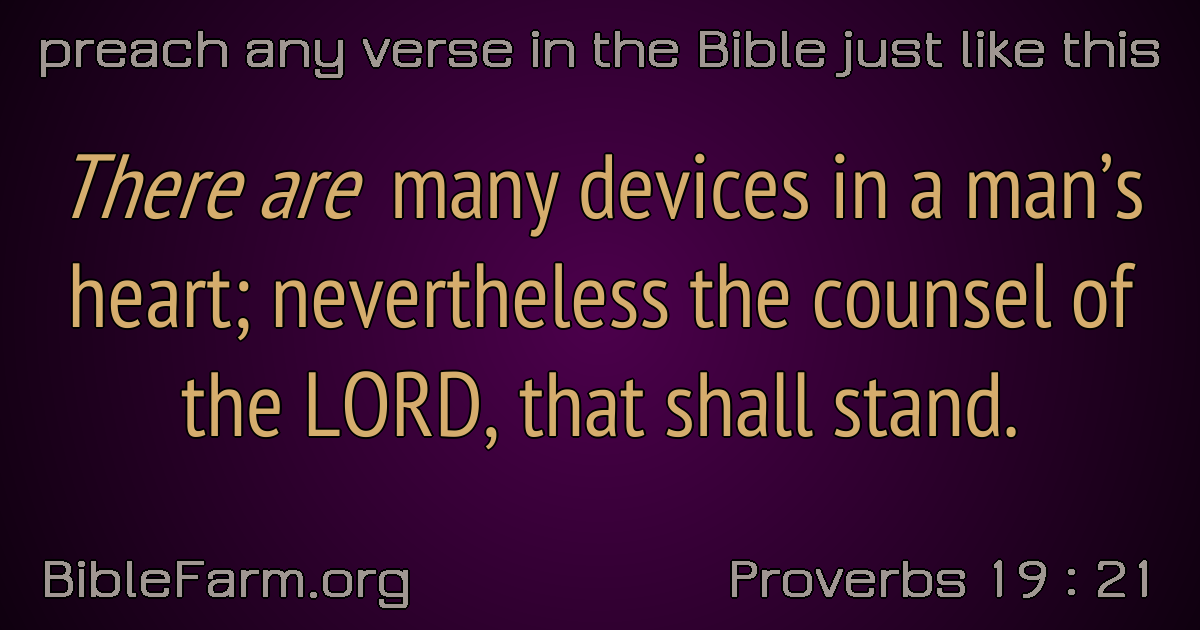 preach any verse in the Bible just like this
There are many devices in a man’s
heart; nevertheless the counsel of
the LORD, that shall stand.
BibleFarm.org
Proverbs 19 : 21